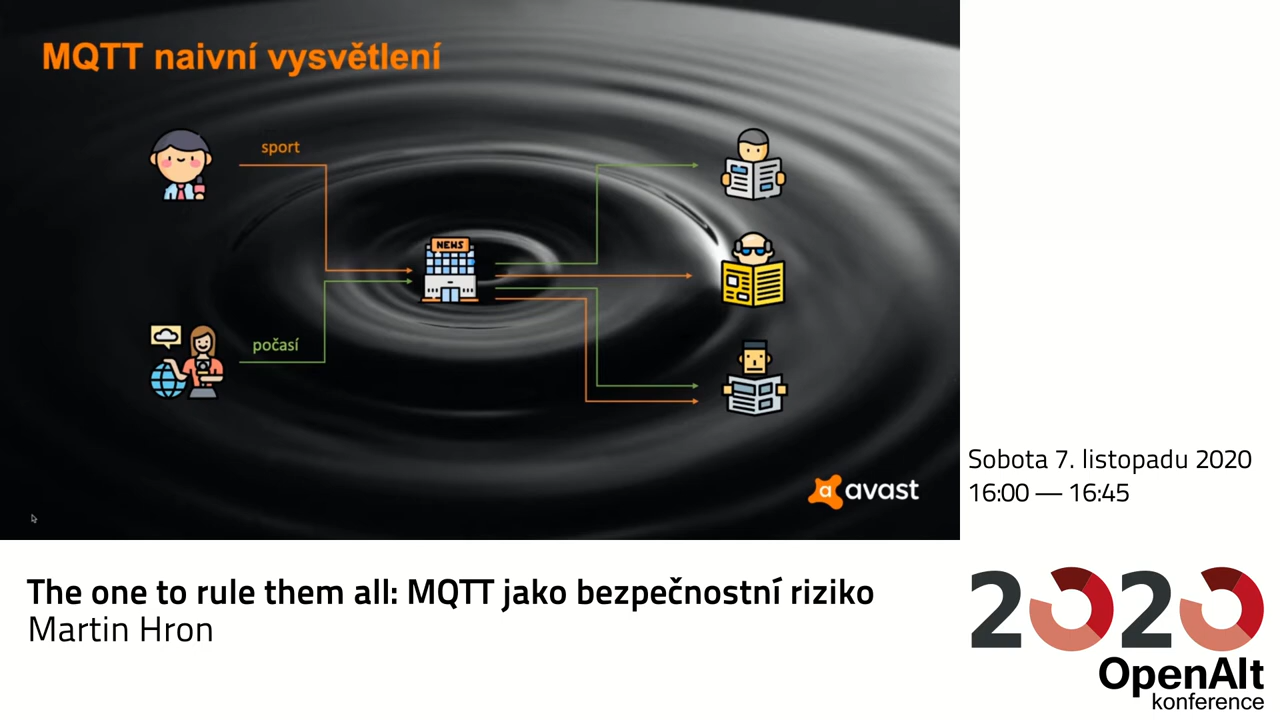 MQTT naivní vysvětlení
sport
NEWS
počasí
avast
Sobota 7. listopadu 2020
16:00 — 16:45
The one to rule them all: MQTT jako bezpečnostní riziko
Martin Hron
2020
OpenAlt
konference